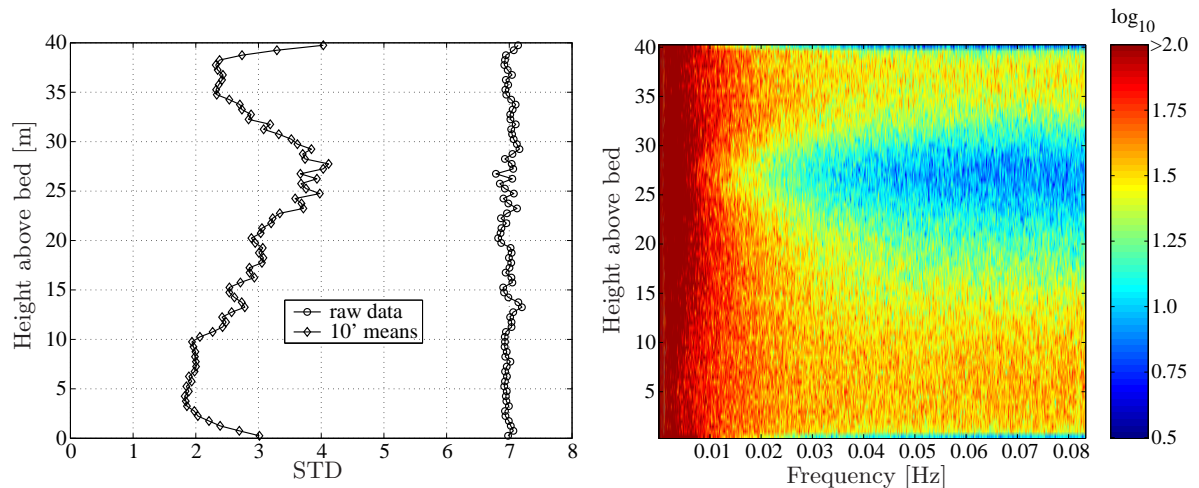 Height above bed [m]
40
35
30
25
20
15
10
5
0
0 1 2 3 4 5 6 7 8
STD
raw data
10' means
Height above bed
40
35
30
25
20
15
10
5
0.01 0.02 0.03 0.04 0.05 0.06 0.07 0.08
Frequency [Hz]
log10
>2.0
1.75
1.5
1.20
1.0
0.75
0.5